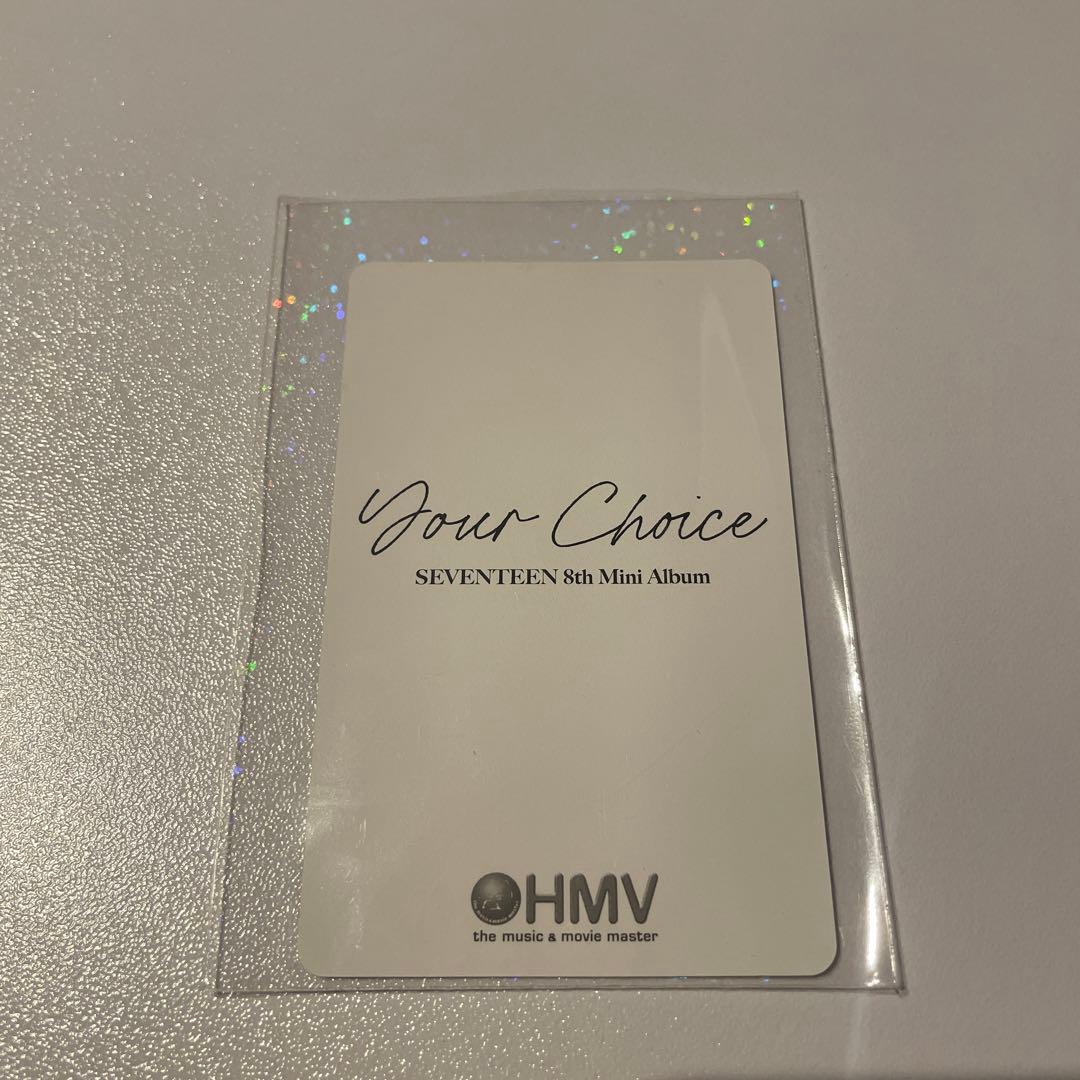 Your Choice
SEVENTEEN 8th Mini Album
HMV
the music & movie master